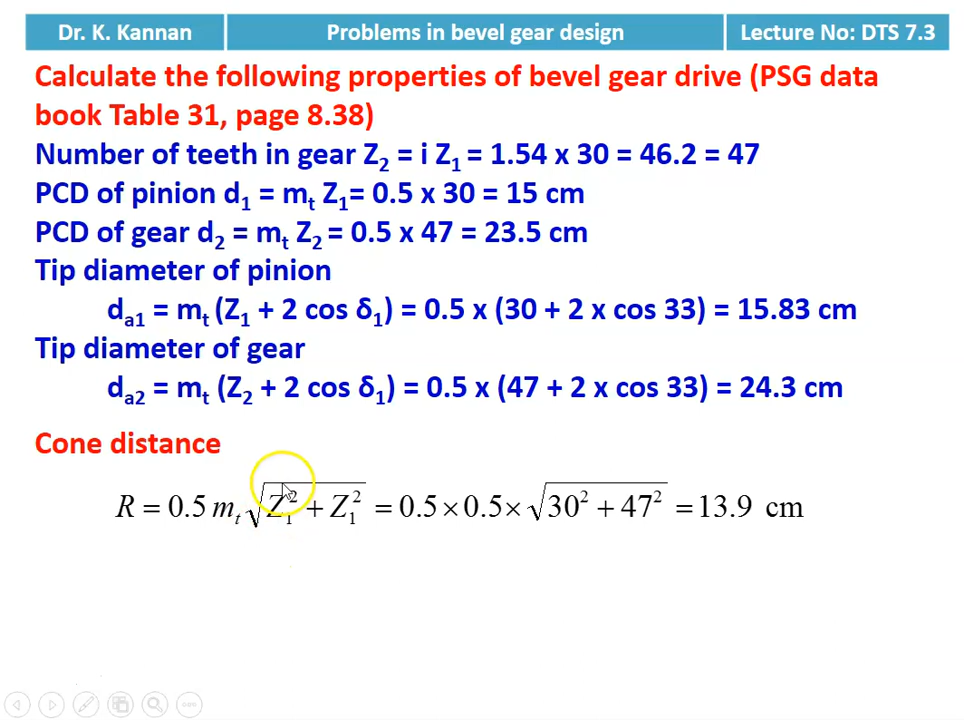 Dr. K. Kannan
Problems in bevel gear design
Lecture No: DTS 7.3
Calculate the following properties of bevel gear drive (PSG data
book Table 31, page 8.38)
Number of teeth in gear Z₂ = i Z₁ = 1.54 x 30 = 46.2 = 47
PCD of pinion d₁ = mₜ Z₁= 0.5 x 30 = 15 cm
PCD of gear d₂ = mₜ Z₂ = 0.5 x 47 = 23.5 cm
Tip diameter of pinion
dₐ₁ = mₜ (Z₁ + 2 cos δ₁) = 0.5 x (30 + 2 x cos 33) = 15.83 cm
Tip diameter of gear
dₐ₂ = mₜ (Z₂ + 2 cos δ₁) = 0.5 x (47 + 2 x cos 33) = 24.3 cm
Cone distance
R = 0.5 mₜ √(Z₁² + Z₁²) = 0.5 × 0.5 × √(30² + 47²) = 13.9 cm